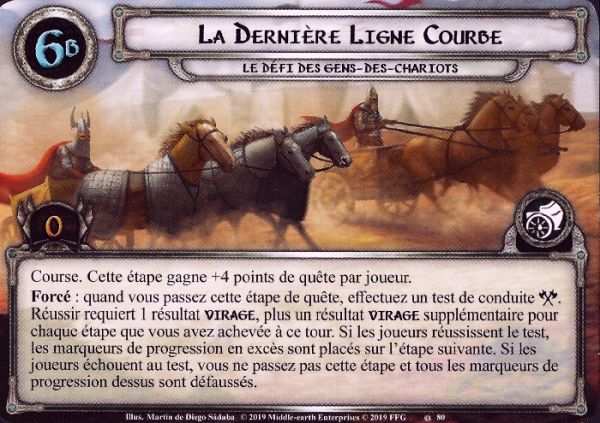 6B
La Dernière Ligne Courbe
Le défi des Gens-des-Chariots
0
Course. Cette étape gagne +4 points de quête par joueur.
Forcé : quand vous passez cette étape de quête, effectuez un test de conduite .
Réussir requiert 1 résultat VIRAGE, plus un résultat VIRAGE supplémentaire pour
chaque étape que vous avez achevée à ce tour. Si les joueurs réussissent le test,
les marqueurs de progression en excès sont placés sur l'étape suivante. Si les
joueurs échouent au test, vous ne passez pas cette étape et tous les marqueurs de
progression dessus sont défaussés.
Illus. Martin de Diego Sádaba © 2019 Middle-earth Enterprises © 2019 FFG 80